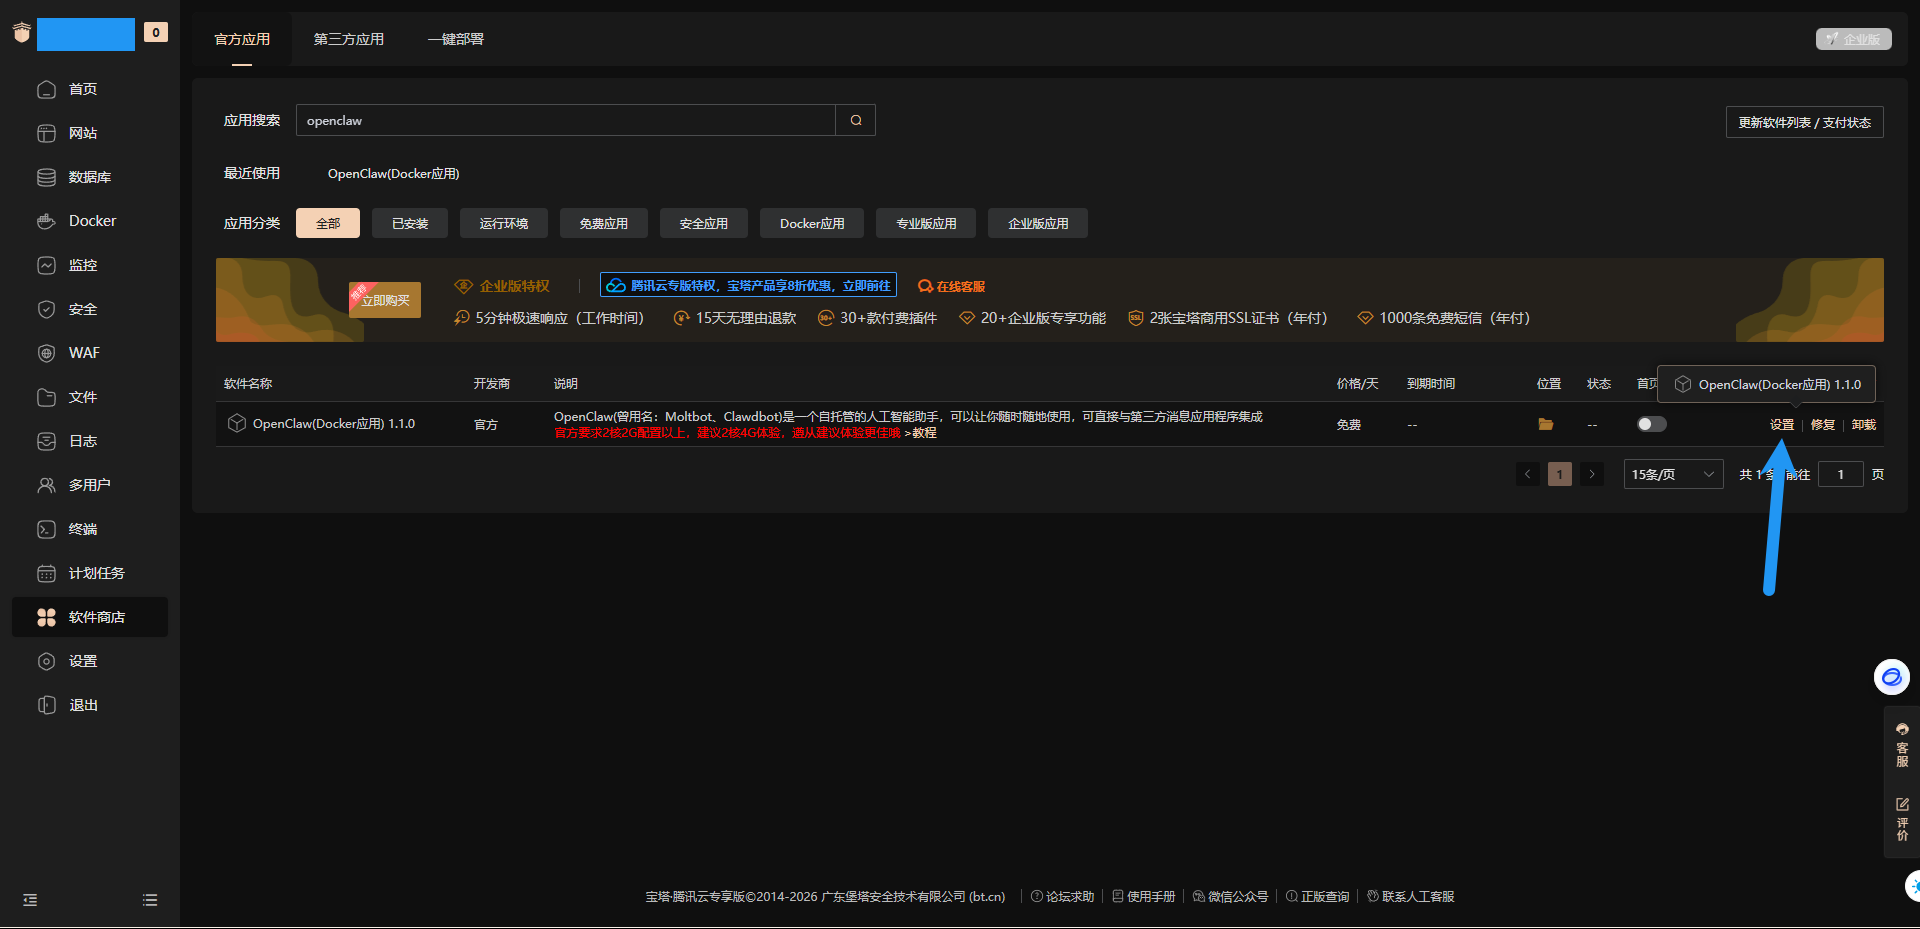 0
首页
网站
数据库
Docker
监控
安全
WAF
文件
日志
多用户
终端
计划任务
软件商店
设置
退出
官方应用 第三方应用 一键部署
企业版
应用搜索 openclaw
更新软件列表 / 支付状态
最近使用 OpenClaw(Docker应用)
应用分类 全部 已安装 运行环境 免费应用 安全应用 Docker应用 专业版应用 企业版应用
推荐
立即购买
企业版特权 腾讯云专版特权，宝塔产品享8折优惠，立即前往 在线客服
5分钟极速响应（工作时间） 15天无理由退款 30+ 30+款付费插件 20+企业版专享功能 SSL 2张宝塔商用SSL证书（年付） 1000条免费短信（年付）
软件名称 开发商 说明 价格/天 到期时间 位置 状态 首页
OpenClaw(Docker应用) 1.1.0
OpenClaw(Docker应用) 1.1.0 官方 OpenClaw(曾用名：Moltbot、Clawdbot)是一个自托管的人工智能助手，可以让你随时随地使用，可直接与第三方消息应用程序集成
官方要求2核2G配置以上，建议2核4G体验，遵从建议体验更佳哦 >教程
免费 -- -- 设置 修复 卸载
1 15条/页 共 1 条 前往 1 页
客服
评价
宝塔·腾讯云专享版©2014-2026 广东堡塔安全技术有限公司 (bt.cn) 论坛求助 使用手册 微信公众号 正版查询 联系人工客服